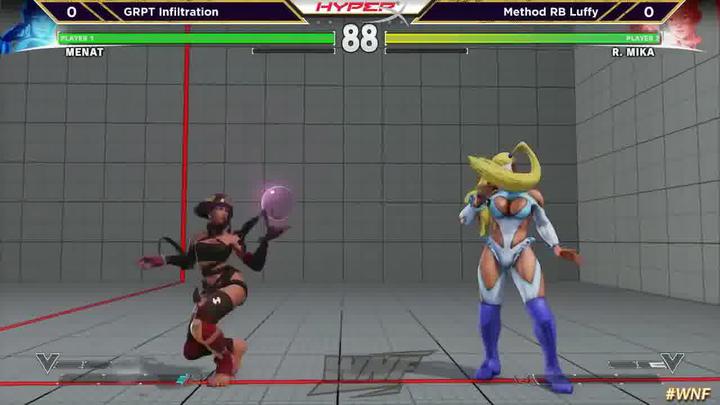 0 GRPT Infiltration HYPER Method RB Luffy 0
PLAYER 1 88 PLAYER 2
MENAT R. MIKA
WNF
#WNF